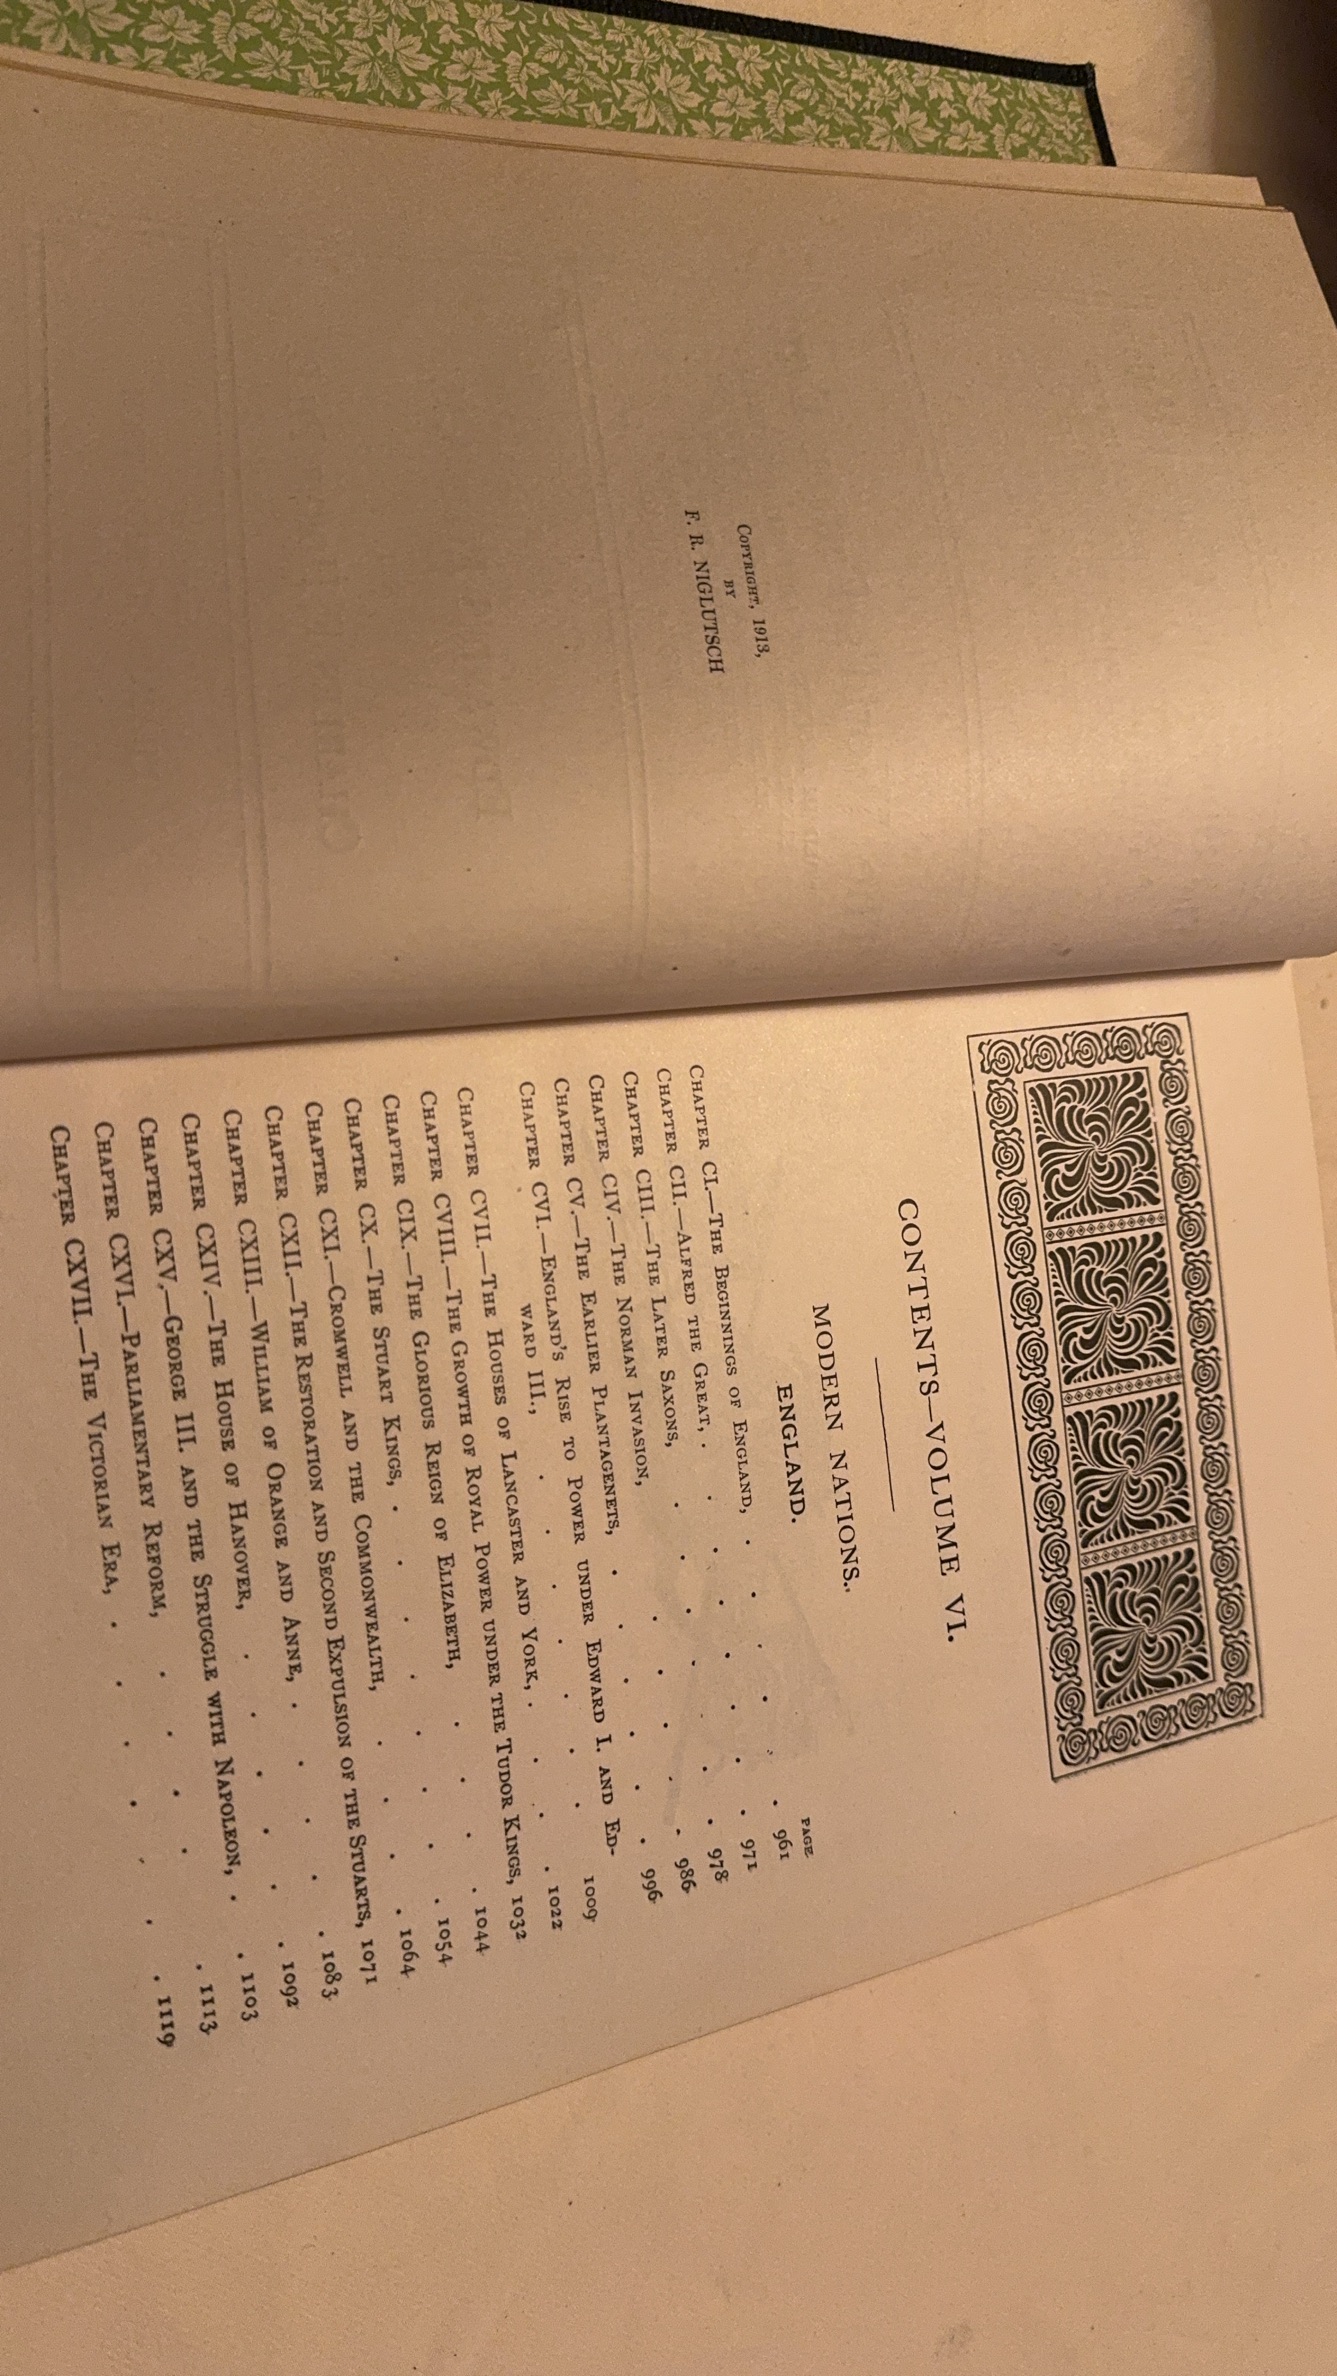 COPYRIGHT, 1913,
BY
F. R. NIGLUTSCH
CONTENTS—VOLUME VI.
MODERN NATIONS.
ENGLAND.
PAGE
CHAPTER CI.—THE BEGINNINGS OF ENGLAND, . . . . . . 961
CHAPTER CII.—ALFRED THE GREAT, . . . . . . . . 971
CHAPTER CIII.—THE LATER SAXONS, . . . . . . . 978
CHAPTER CIV.—THE NORMAN INVASION, . . . . . 986
CHAPTER CV.—THE EARLIER PLANTAGENETS, . . . . . . 996
CHAPTER CVI.—ENGLAND'S RISE TO POWER UNDER EDWARD I. AND ED-
WARD III., . . . . . . . 1009
CHAPTER CVII.—THE HOUSES OF LANCASTER AND YORK, . . . . 1022
CHAPTER CVIII.—THE GROWTH OF ROYAL POWER UNDER THE TUDOR KINGS, 1032
CHAPTER CIX.—THE GLORIOUS REIGN OF ELIZABETH, . . . . 1044
CHAPTER CX.—THE STUART KINGS, . . . . . . . . 1054
CHAPTER CXI.—CROMWELL AND THE COMMONWEALTH, . . . . 1064
CHAPTER CXII.—THE RESTORATION AND SECOND EXPULSION OF THE STUARTS, 1071
CHAPTER CXIII.—WILLIAM OF ORANGE AND ANNE, . . . . . 1083
CHAPTER CXIV.—THE HOUSE OF HANOVER, . . . . . . 1092
CHAPTER CXV.—GEORGE III. AND THE STRUGGLE WITH NAPOLEON, . . 1103
CHAPTER CXVI.—PARLIAMENTARY REFORM, . . . . . 1113
CHAPTER CXVII.—THE VICTORIAN ERA, . . . . . . . 1119